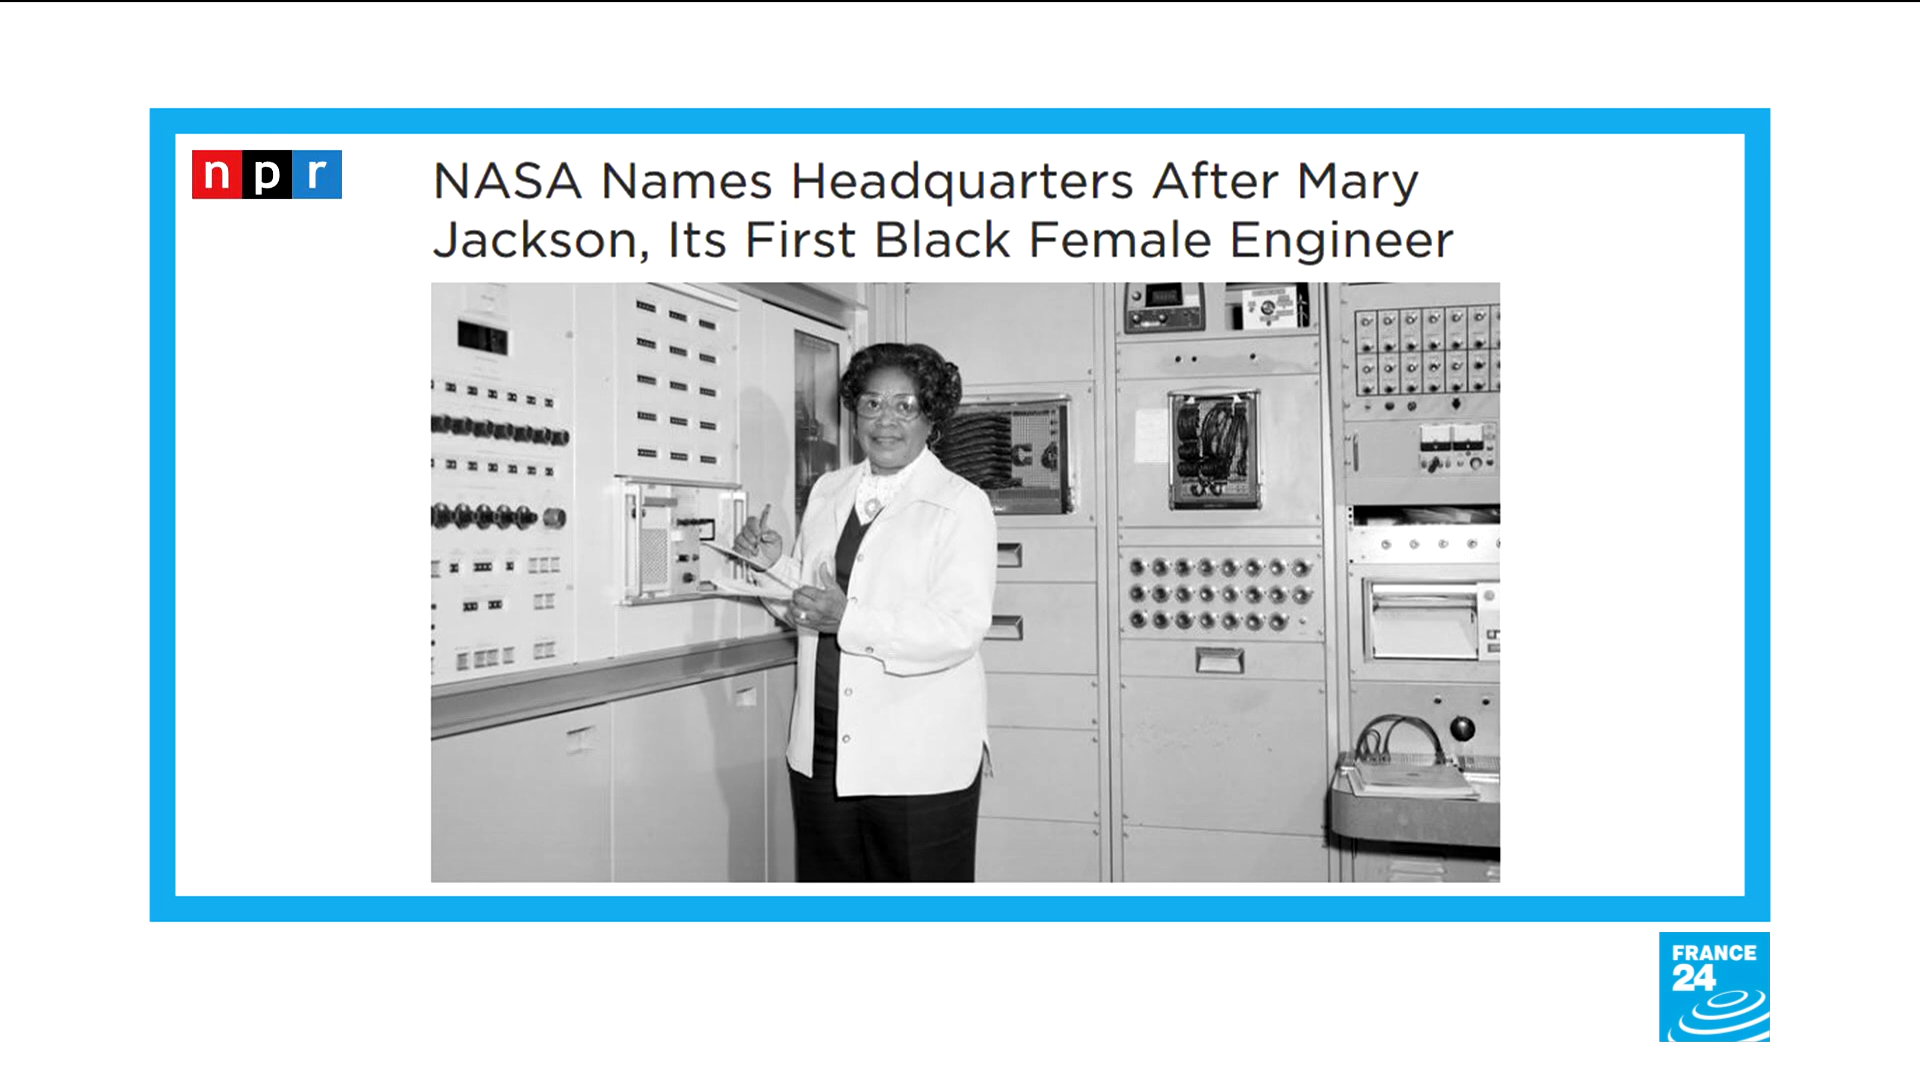 npr
NASA Names Headquarters After Mary
Jackson, Its First Black Female Engineer
FRANCE
24